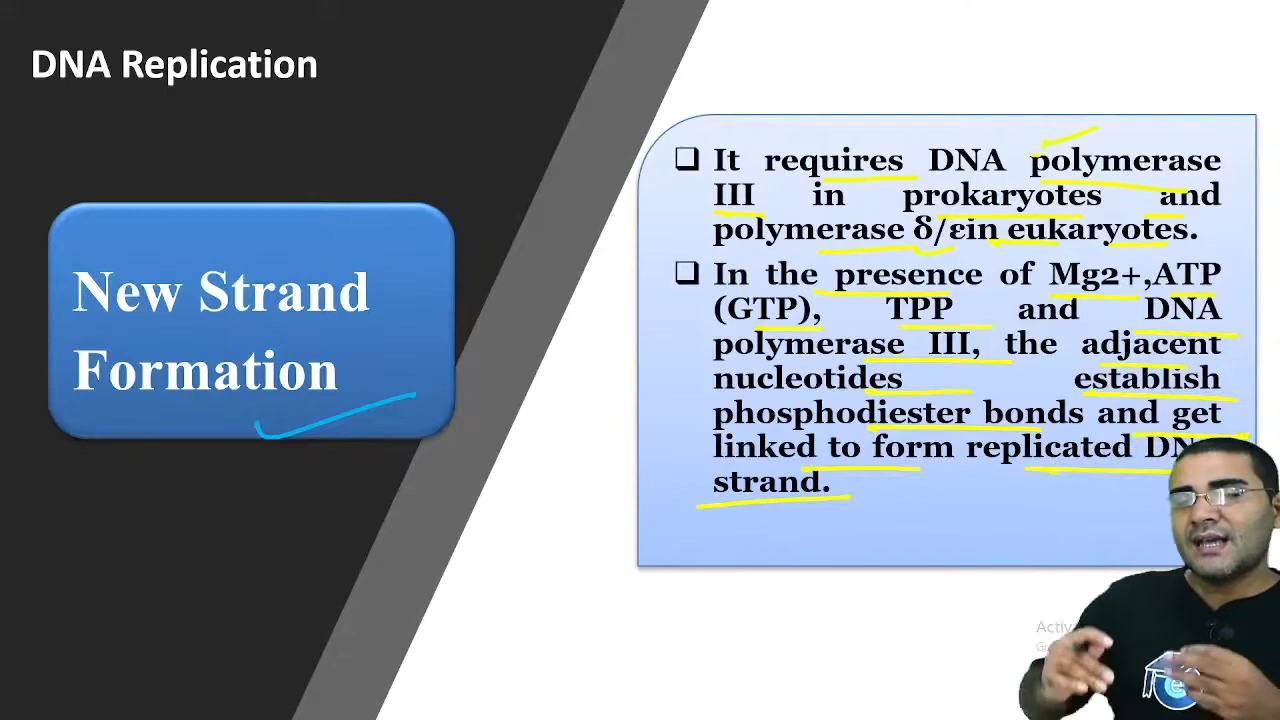 DNA Replication
New Strand
Formation
❑ It requires DNA polymerase
III in prokaryotes and
polymerase δ/εin eukaryotes.
❑ In the presence of Mg2+,ATP
(GTP), TPP and DNA
polymerase III, the adjacent
nucleotides establish
phosphodiester bonds and get
linked to form replicated
strand.
e